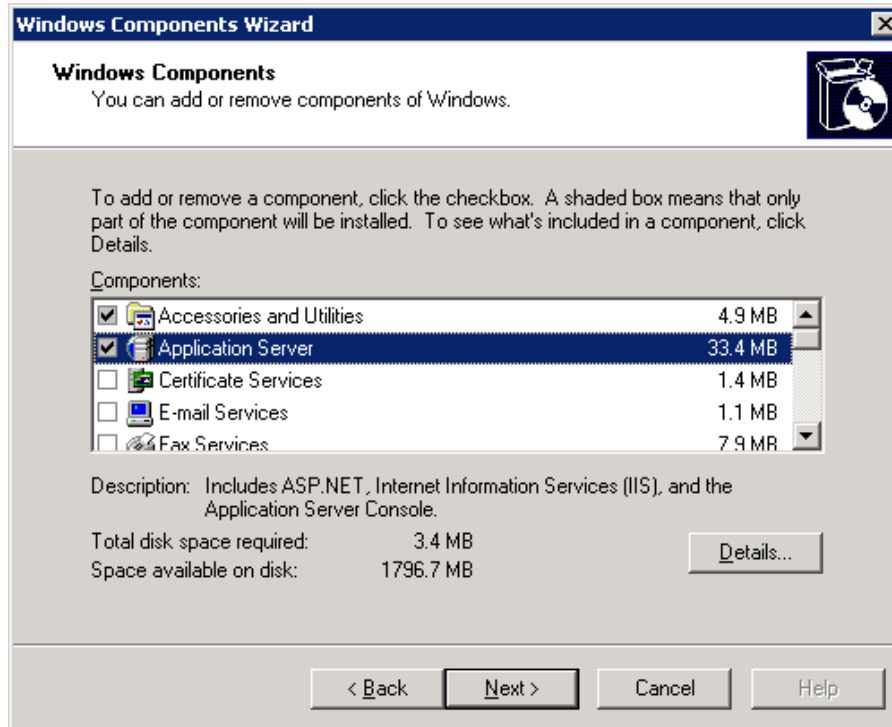 Windows Components Wizard
Windows Components
You can add or remove components of Windows.
To add or remove a component, click the checkbox. A shaded box means that only
part of the component will be installed. To see what's included in a component, click
Details.
Components:
Accessories and Utilities 4.9 MB
Application Server 33.4 MB
Certificate Services 1.4 MB
E-mail Services 1.1 MB
Fax Services 7.9 MB
Description: Includes ASP.NET, Internet Information Services (IIS), and the
Application Server Console.
Total disk space required: 3.4 MB
Space available on disk: 1796.7 MB
Details...
< Back Next > Cancel Help